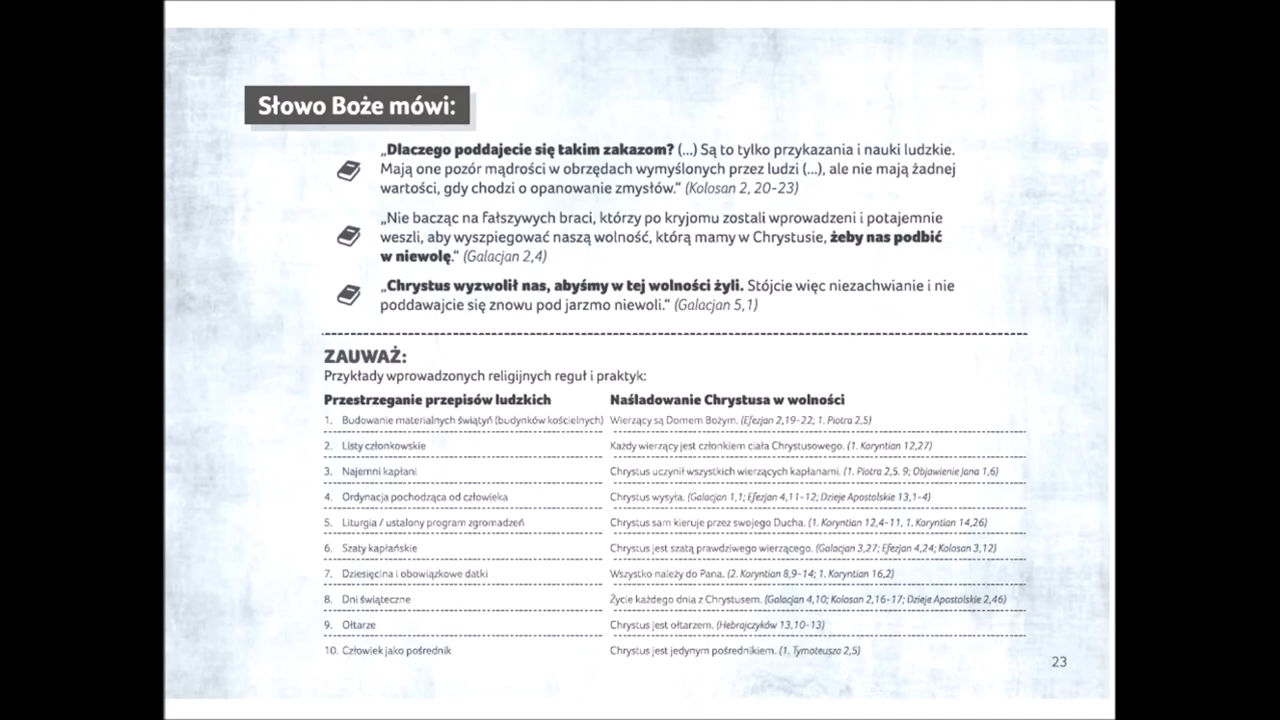 Słowo Boże mówi:
„Dlaczego poddajecie się takim zakazom? (...) Są to tylko przykazania i nauki ludzkie.
Mają one pozór mądrości w obrzędach wymyślonych przez ludzi (...), ale nie mają żadnej
wartości, gdy chodzi o opanowanie zmysłów.“ (Kolosan 2, 20-23)
„Nie bacząc na fałszywych braci, którzy po kryjomu zostali wprowadzeni i potajemnie
weszli, aby wyszpiegować naszą wolność, którą mamy w Chrystusie, żeby nas podbić
w niewolę.“ (Galacjan 2,4)
„Chrystus wyzwolił nas, abyśmy w tej wolności żyli. Stójcie więc niezachwianie i nie
poddawajcie się znowu pod jarzmo niewoli.“ (Galacjan 5,1)
ZAUWAŻ:
Przykłady wprowadzonych religijnych reguł i praktyk:
Przestrzeganie przepisów ludzkich Naśladowanie Chrystusa w wolności
1. Budowanie materialnych świątyń (budynków kościelnych) Wierzący są Domem Bożym. (Efezjan 2,19-22; 1. Piotra 2,5)
2. Listy członkowskie Każdy wierzący jest członkiem ciała Chrystusowego. (1. Koryntian 12,27)
3. Najemni kapłani Chrystus uczynił wszystkich wierzących kapłanami. (1. Piotra 2,5. 9; Objawienie Jana 1,6)
4. Ordynacja pochodząca od człowieka Chrystus wysyła. (Galacjan 1,1; Efezjan 4,11-12; Dzieje Apostolskie 13,1-4)
5. Liturgia / ustalony program zgromadzeń Chrystus sam kieruje przez swojego Ducha. (1. Koryntian 12,4-11, 1. Koryntian 14,26)
6. Szaty kapłańskie Chrystus jest szatą prawdziwego wierzącego. (Galacjan 3,27; Efezjan 4,24; Kolosan 3,12)
7. Dziesięcina i obowiązkowe datki Wszystko należy do Pana. (2. Koryntian 8,9-14; 1. Koryntian 16,2)
8. Dni świąteczne Życie każdego dnia z Chrystusem. (Galacjan 4,10; Kolosan 2,16-17; Dzieje Apostolskie 2,46)
9. Ołtarze Chrystus jest ołtarzem. (Hebrajczyków 13,10-13)
10. Człowiek jako pośrednik Chrystus jest jedynym pośrednikiem. (1. Tymoteusza 2,5)
23